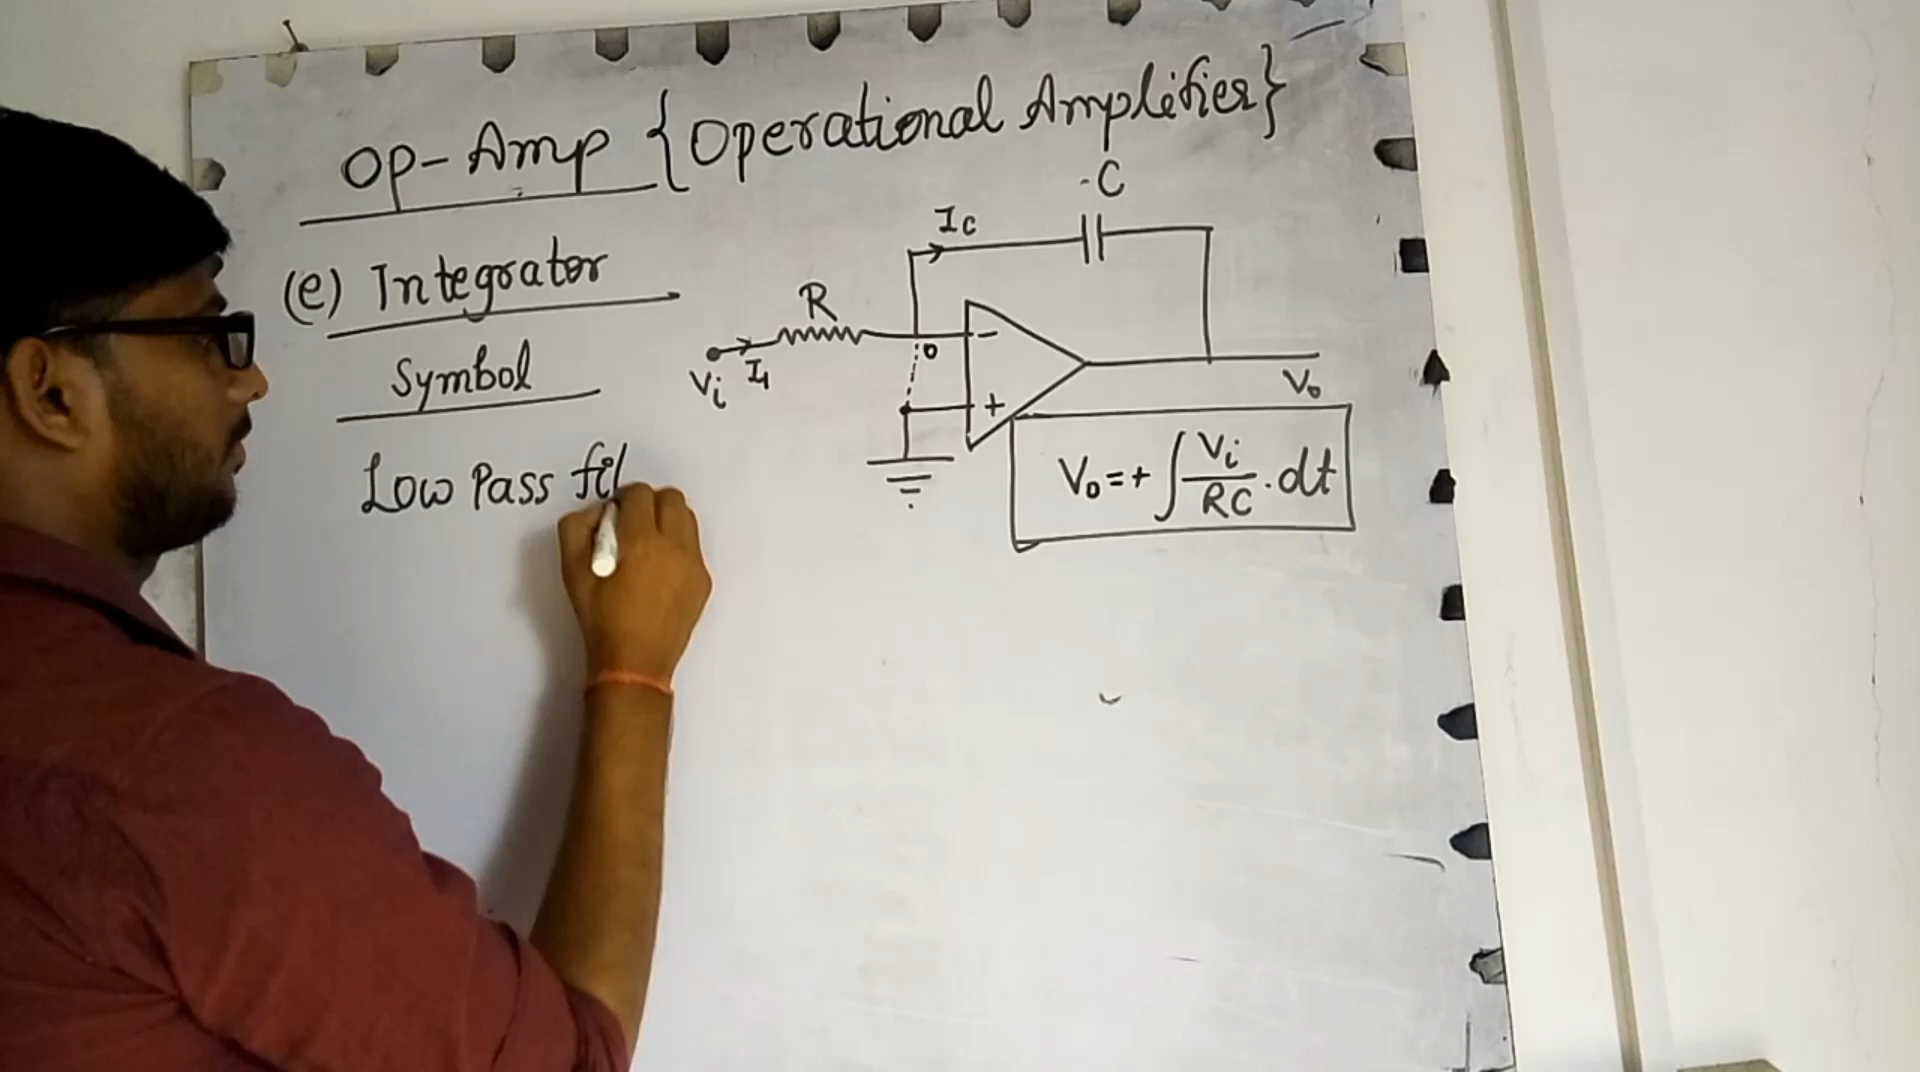 Op-Amp {Operational Amplifier}
(e) Integrator
Symbol
Low Pass fil
C
Ic
R
Vi
I1
0
-
+
Vo
Vo=+∫Vi/RC.dt